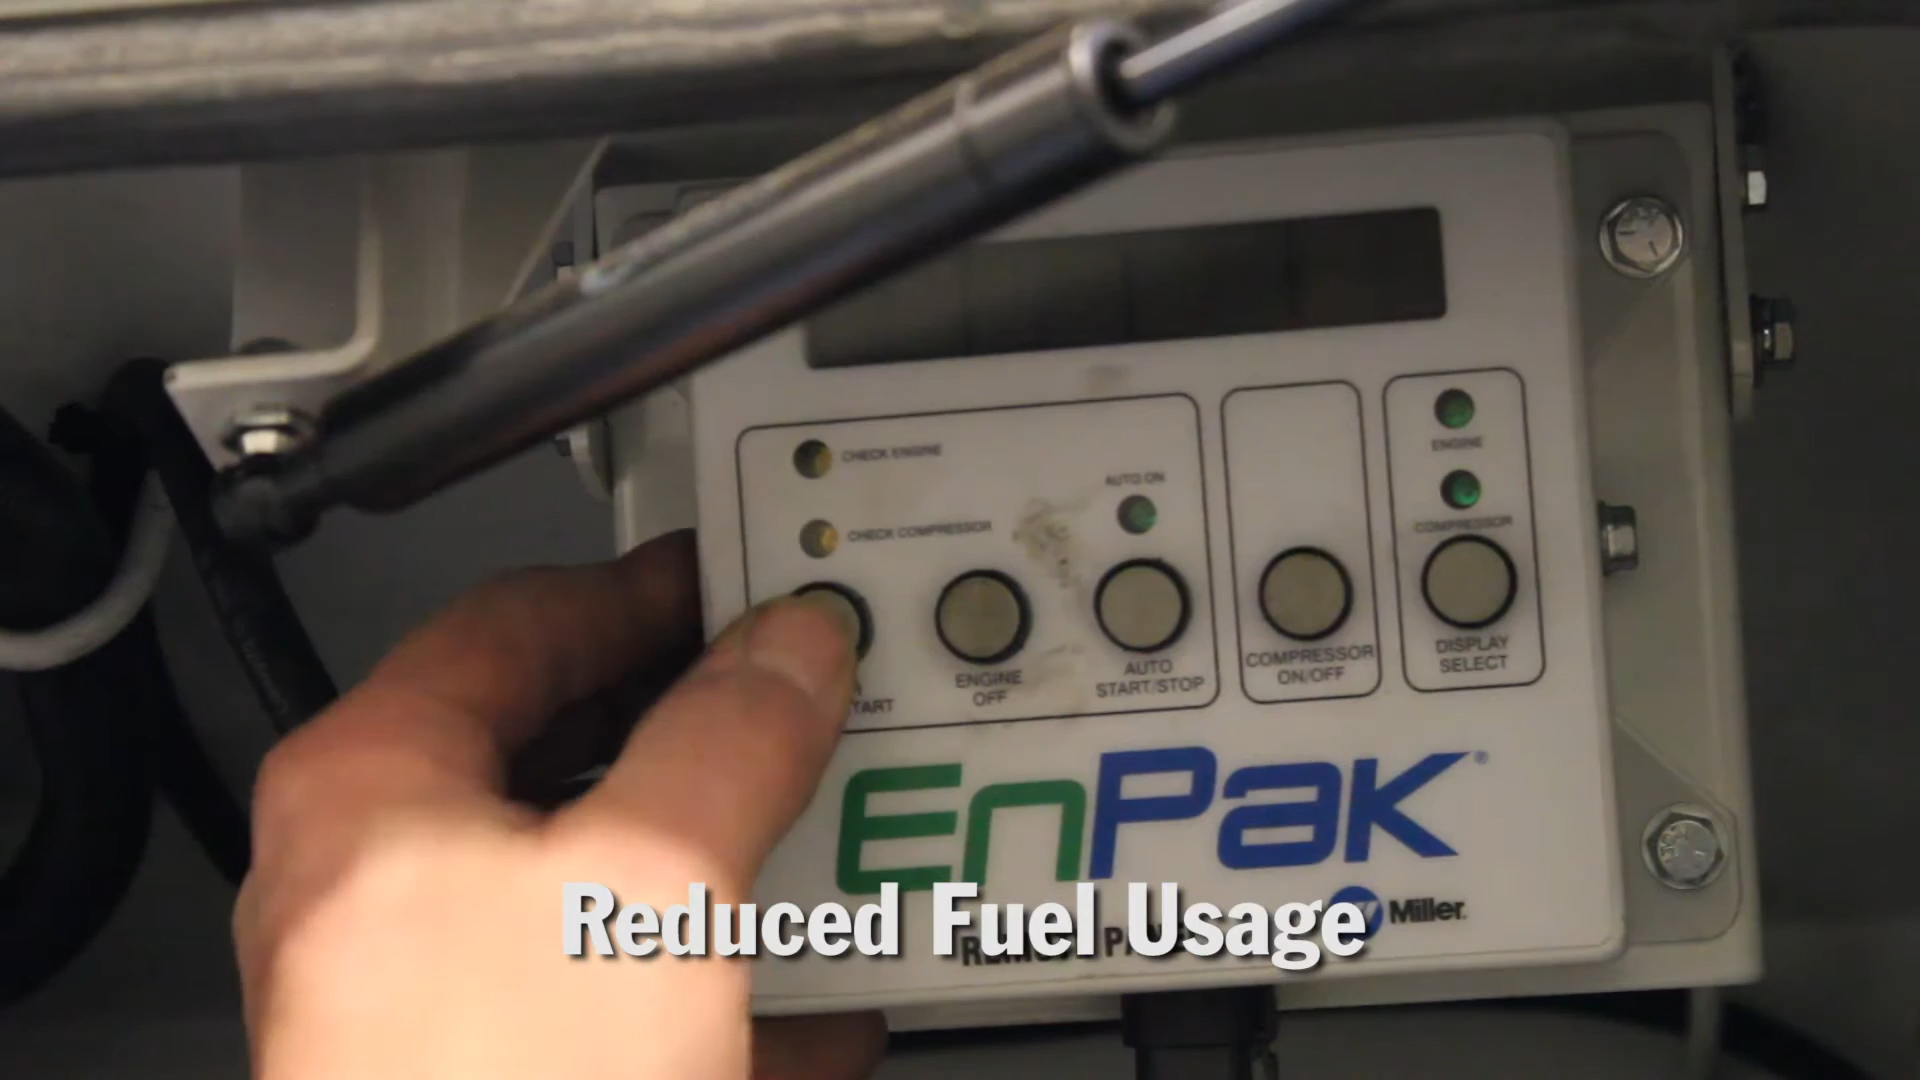 CHECK ENGINE
CHECK COMPRESSOR
AUTO ON
ENGINE
COMPRESSOR
ENGINE
OFF
AUTO
START/STOP
COMPRESSOR
ON/OFF
DISPLAY
SELECT
EnPak®
Miller
Reduced Fuel Usage